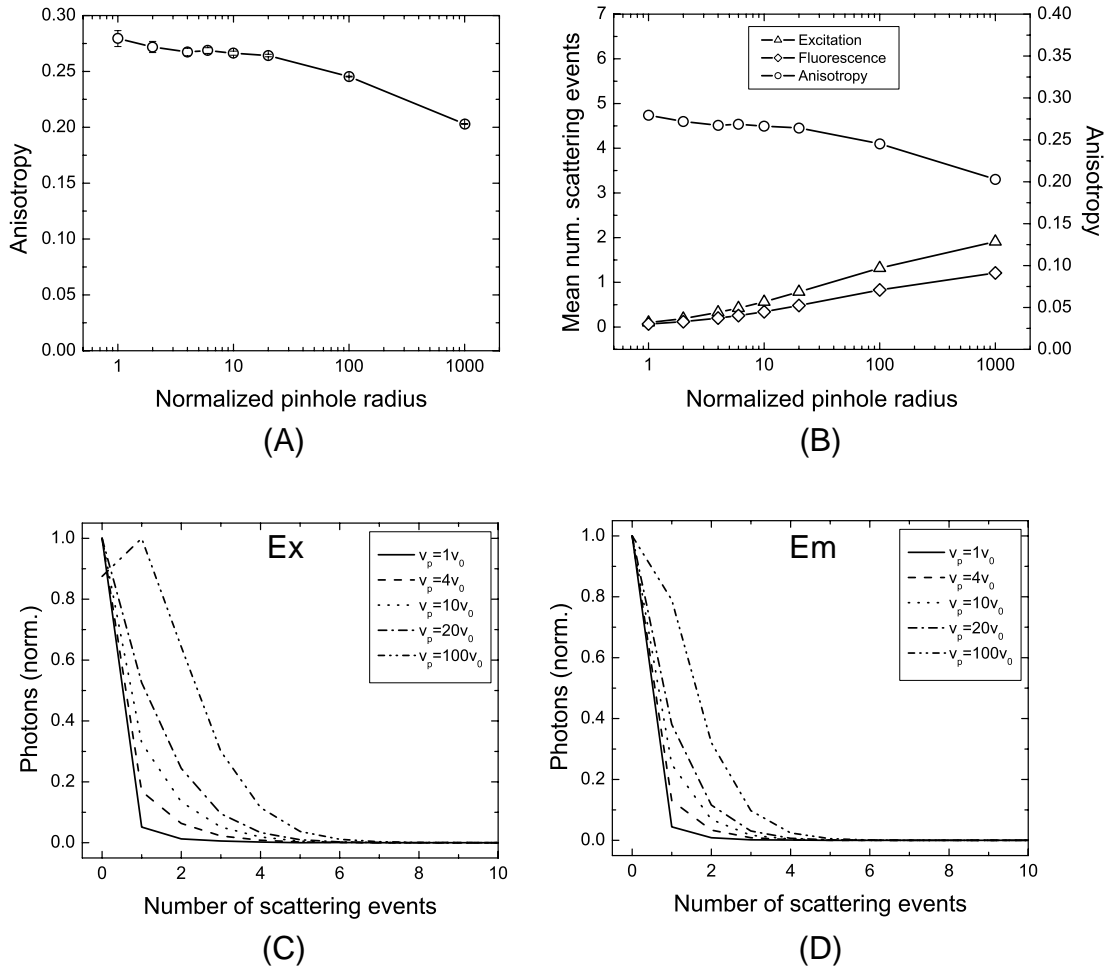 0.30
0.25
0.20
0.15
0.10
0.05
0.00
Anisotropy
1
10
100
1000
Normalized pinhole radius
(A)
7
6
5
4
3
2
1
0
Mean num. scattering events
Excitation
Fluorescence
Anisotropy
0.40
0.35
0.30
0.25
0.20
0.15
0.10
0.05
0.00
Anisotropy
1
10
100
1000
Normalized pinhole radius
(B)
1.0
0.8
0.6
0.4
0.2
0.0
Photons (norm.)
Ex
vp=1v0
vp=4v0
vp=10v0
vp=20v0
vp=100v0
0
2
4
6
8
10
Number of scattering events
(C)
1.0
0.8
0.6
0.4
0.2
0.0
Photons (norm.)
Em
vp=1v0
vp=4v0
vp=10v0
vp=20v0
vp=100v0
0
2
4
6
8
10
Number of scattering events
(D)